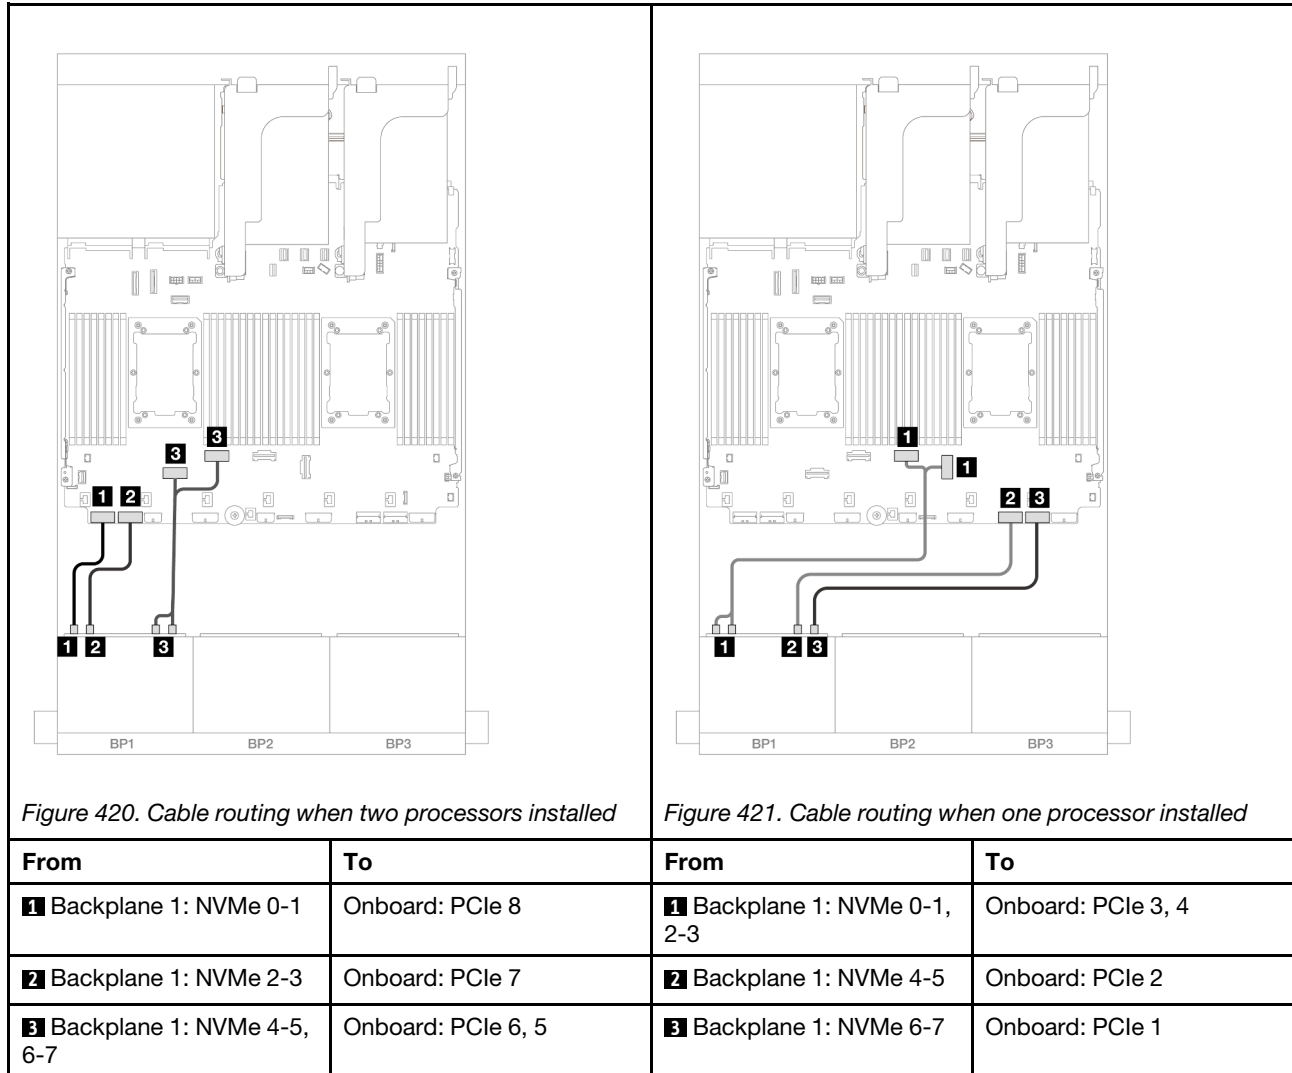 3
3
1 2
1 2 3
BP1 BP2 BP3
Figure 420. Cable routing when two processors installed
1
1
2 3
1 2 3
BP1 BP2 BP3
Figure 421. Cable routing when one processor installed
From To From To
1 Backplane 1: NVMe 0-1 Onboard: PCIe 8 1 Backplane 1: NVMe 0-1, Onboard: PCIe 3, 4
2-3
2 Backplane 1: NVMe 2-3 Onboard: PCIe 7 2 Backplane 1: NVMe 4-5 Onboard: PCIe 2
3 Backplane 1: NVMe 4-5, Onboard: PCIe 6, 5 3 Backplane 1: NVMe 6-7 Onboard: PCIe 1
6-7